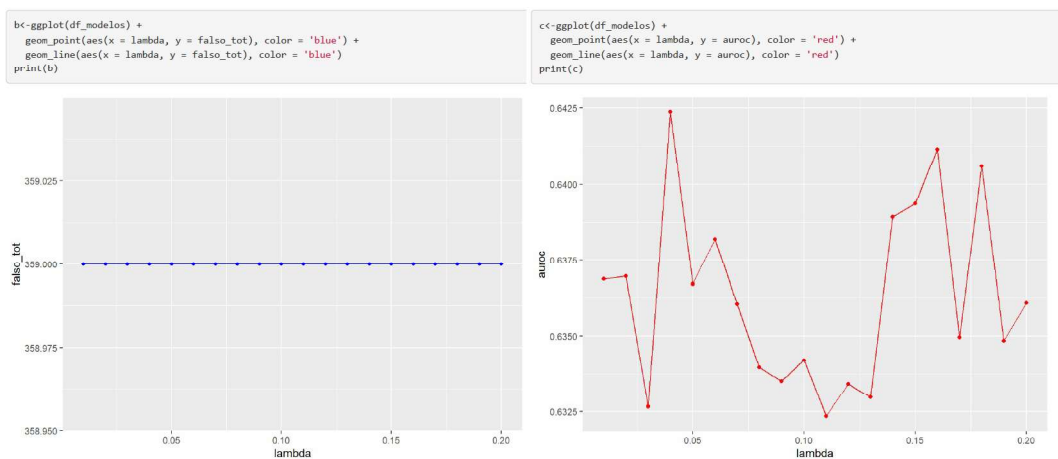 b<-ggplot(df_modelos) +
geom_point(aes(x = lambda, y = falso_tot), color = 'blue') +
geom_line(aes(x = lambda, y = falso_tot), color = 'blue')
print(b)
359.025
359.000
358.975
358.950
falso_tot
0.05 0.10 0.15 0.20
lambda
c<-ggplot(df_modelos) +
geom_point(aes(x = lambda, y = auroc), color = 'red') +
geom_line(aes(x = lambda, y = auroc), color = 'red')
print(c)
0.6425
0.6400
0.6375
0.6350
0.6325
auroc
0.05 0.10 0.15 0.20
lambda